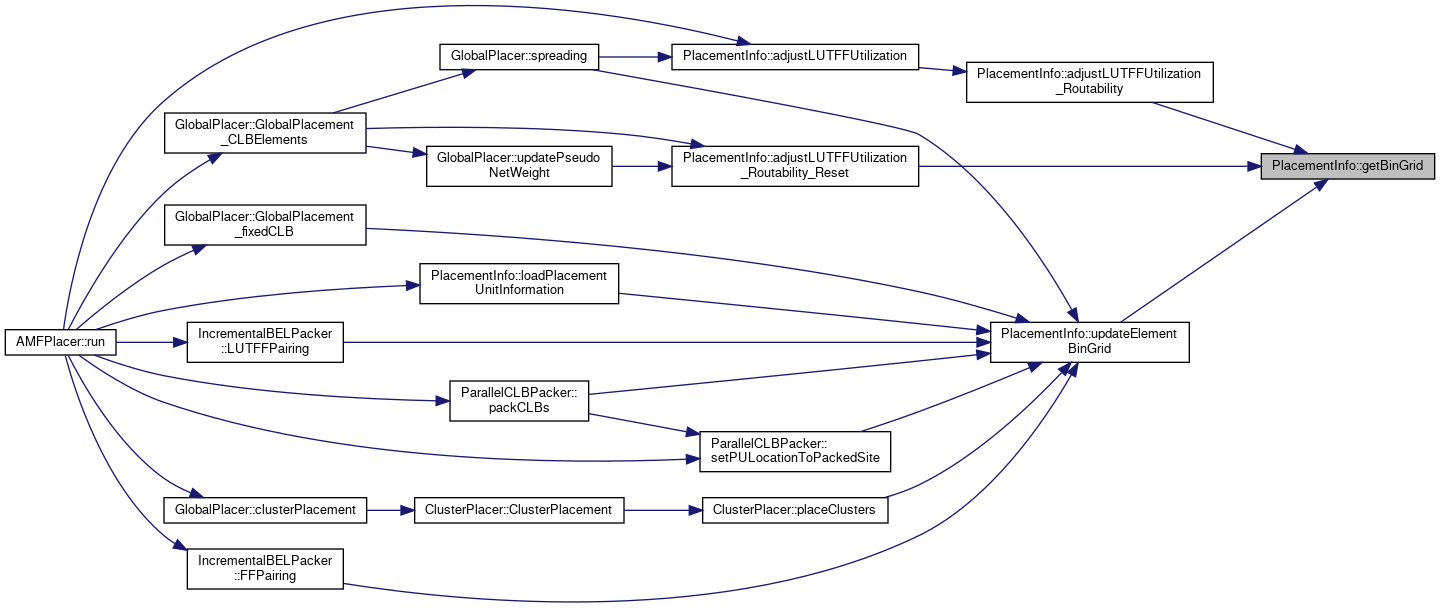 GlobalPlacer::spreading
PlacementInfo::adjustLUTFFUtilization
PlacementInfo::adjustLUTFFUtilization
_Routability
GlobalPlacer::GlobalPlacement
_CLBElements
GlobalPlacer::updatePseudo
NetWeight
PlacementInfo::adjustLUTFFUtilization
_Routability_Reset
PlacementInfo::getBinGrid
GlobalPlacer::GlobalPlacement
_fixedCLB
PlacementInfo::loadPlacement
UnitInformation
AMFPlacer::run
IncrementalBELPacker
::LUTFFPairing
PlacementInfo::updateElement
BinGrid
ParallelCLBPacker::
packCLBs
ParallelCLBPacker::
setPULocationToPackedSite
GlobalPlacer::clusterPlacement
ClusterPlacer::ClusterPlacement
ClusterPlacer::placeClusters
IncrementalBELPacker
::FFPairing